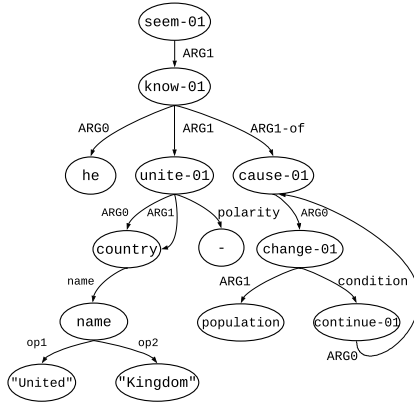 seem-01
ARG1
know-01
ARG0 ARG1 ARG1-of
he unite-01 cause-01
ARG0 ARG1 polarity ARG0
country - change-01
name ARG1 condition
name population continue-01
op1 op2 ARG0
"United" "Kingdom"